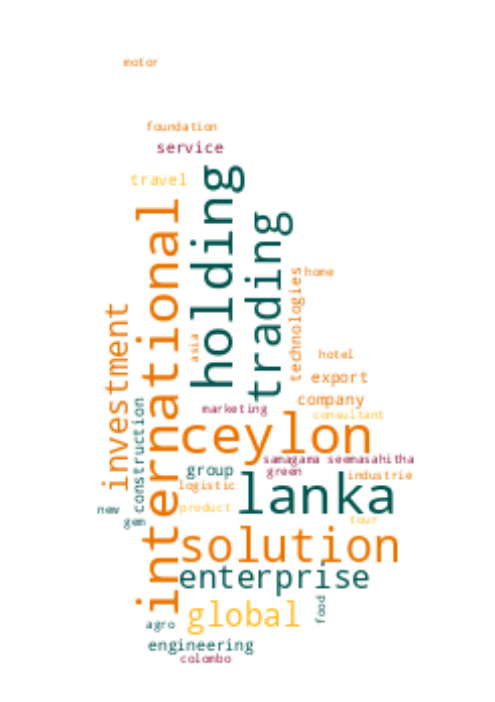 motor
foundation
service
travel
holding
international
trading
technologies
home
investment
asia
hotel
export
construction
company
marketing
consultant
ceylon
samagama seemasahitha
group
green
industrie
lanka
logistic
new
product
gem
tour
solution
enterprise
global
food
agro
engineering
colombo